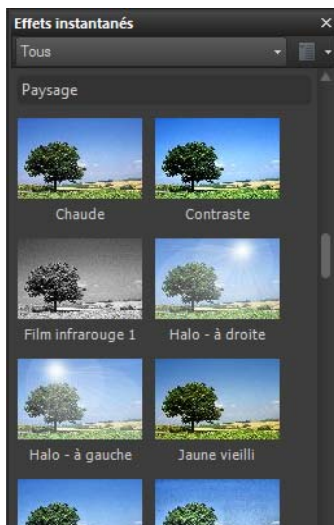 Effets instantanés
Tous
Paysage
Chaude
Contraste
Film infrarouge 1
Halo - à droite
Halo - à gauche
Jaune vieilli